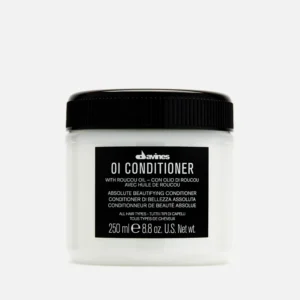 davines
OI CONDITIONER
WITH ROUCOU OIL – CON OLIO DI ROUCOU
AVEC HUILE DE ROUCOU
ABSOLUTE BEAUTIFYING CONDITIONER
CONDITIONER DI BELLEZZA ASSOLUTA
CONDITIONNEUR DE BEAUTÉ ABSOLUE
ALL HAIR TYPES – TUTTI I TIPI DI CAPELLI
TOUS TYPES DE CHEVEUX
250 ml ℮ 8.8 oz. U.S. Net wt.